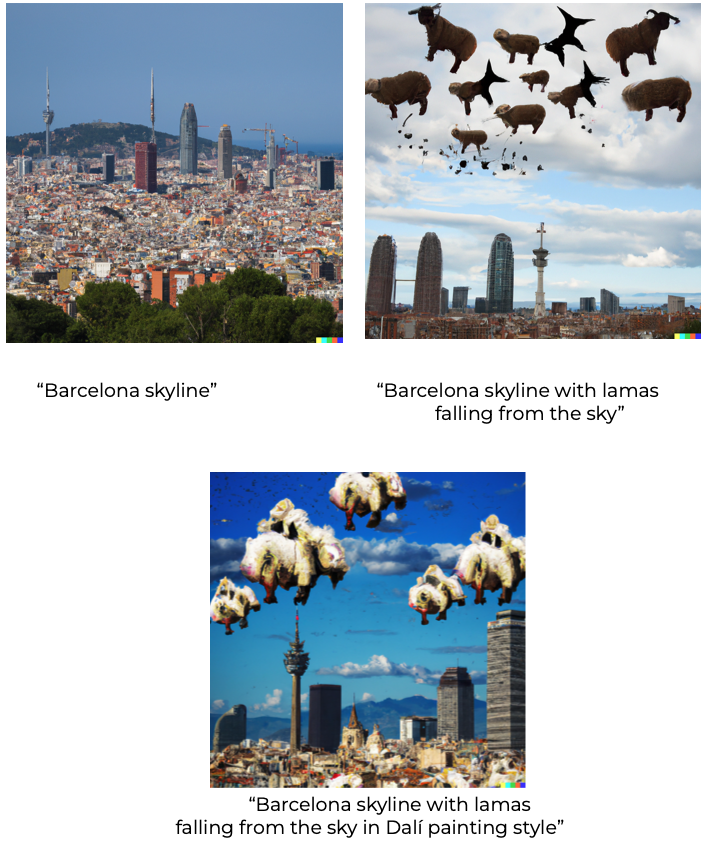 “Barcelona skyline”
“Barcelona skyline with lamas
falling from the sky”
“Barcelona skyline with lamas
falling from the sky in Dalí painting style”